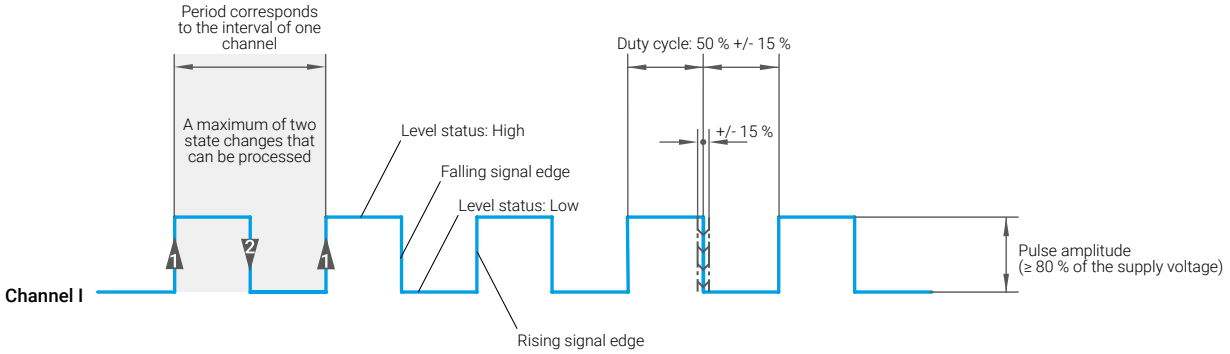 Period corresponds
to the interval of one
channel
Duty cycle: 50 % +/- 15 %
A maximum of two
state changes that
can be processed
Level status: High
+/- 15 %
Falling signal edge
Level status: Low
1
2
1
Pulse amplitude
(≥ 80 % of the supply voltage)
Channel I
Rising signal edge